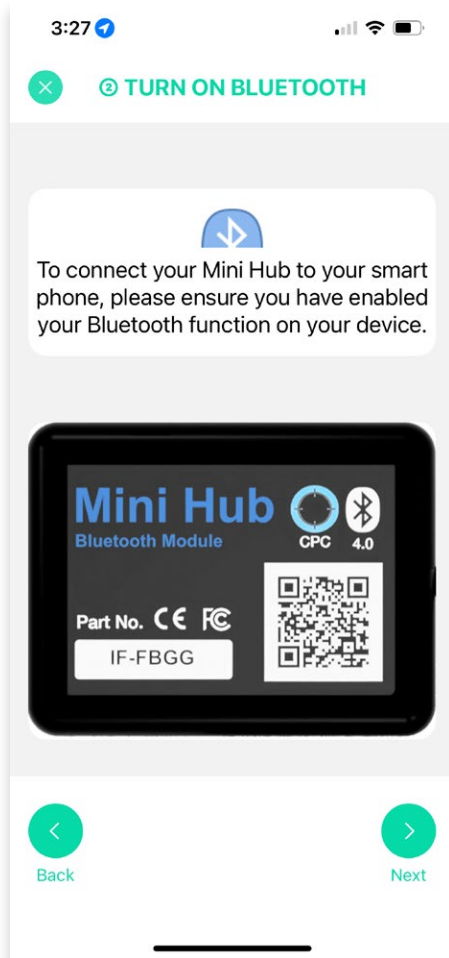 3:27
② TURN ON BLUETOOTH
To connect your Mini Hub to your smart
phone, please ensure you have enabled
your Bluetooth function on your device.
Mini Hub
Bluetooth Module
CPC 4.0
Part No. CE FC
IF-FBGG
Back
Next